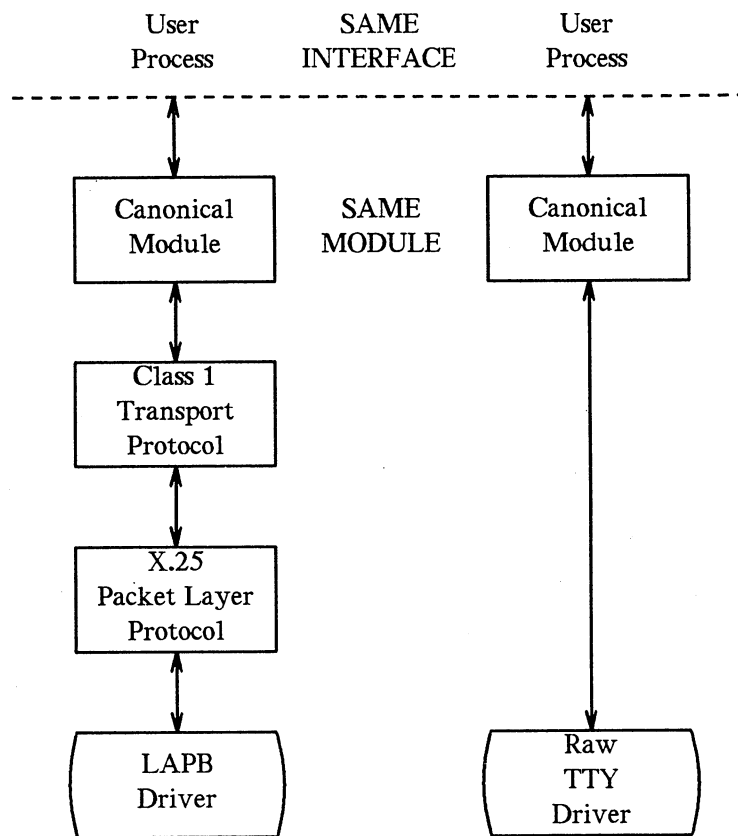 User
Process
SAME
INTERFACE
User
Process
Canonical
Module
SAME
MODULE
Canonical
Module
Class 1
Transport
Protocol
X.25
Packet Layer
Protocol
LAPB
Driver
Raw
TTY
Driver